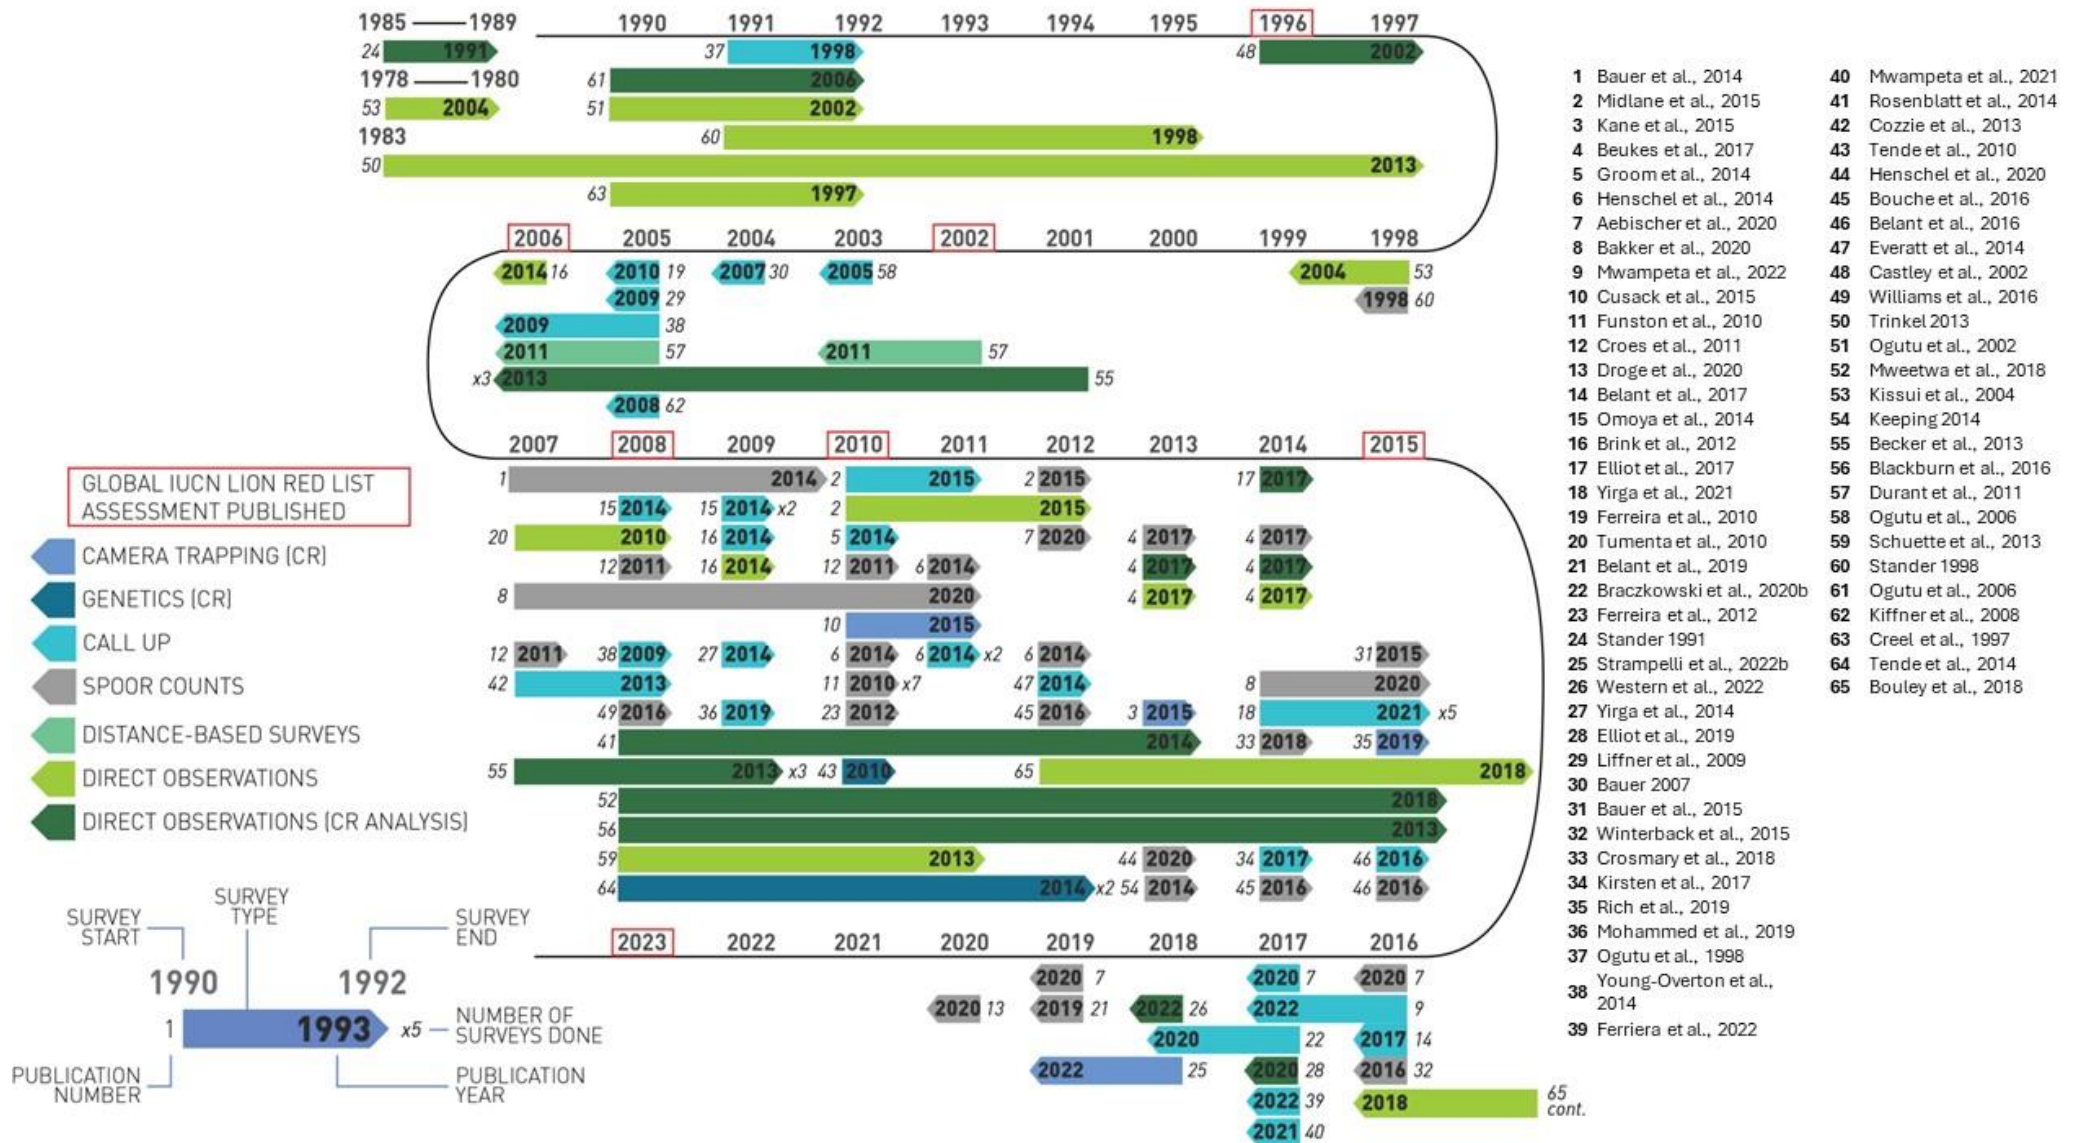 1985 — 1989 1990 1991 1992 1993 1994 1995 1996 1997
24 1991 37 1998 48 2002
1978 — 1980 61 2006
53 2004 51 2002
1983 60 1998
50 2013
63 1997
2006 2005 2004 2003 2002 2001 2000 1999 1998
2014 16 2010 19 2007 30 2005 58 2004 53
2009 29 1998 60
2009 38
2011 57 2011 57
x3 2013 55
2008 62
2007 2008 2009 2010 2011 2012 2013 2014 2015
1 2014 2 2015 2 2015 17 2017
15 2014 15 2014 x2 2 2015
20 2010 16 2014 5 2014 7 2020 4 2017 4 2017
12 2011 16 2014 12 2011 6 2014 4 2017 4 2017
8 2020 4 2017 4 2017
10 2015
12 2011 38 2009 27 2014 6 2014 6 2014 x2 6 2014 31 2015
42 2013 11 2010 x7 47 2014 8 2020
49 2016 36 2019 23 2012 45 2016 3 2015 18 2021 x5
41 2014 33 2018 35 2019
55 2013 x3 43 2010 65 2018
52 2018
56 2013
59 2013 44 2020 34 2017 46 2016
64 2014 x2 54 2014 45 2016 46 2016
2023 2022 2021 2020 2019 2018 2017 2016
2020 7 2020 7 2020 7
2020 13 2019 21 2022 26 2022 9
2020 22 2017 14
2022 25 2020 28 2016 32
2022 39 2018 65
cont.
2021 40
GLOBAL IUCN LION RED LIST
ASSESSMENT PUBLISHED
CAMERA TRAPPING (CR)
GENETICS (CR)
CALL UP
SPOOR COUNTS
DISTANCE-BASED SURVEYS
DIRECT OBSERVATIONS
DIRECT OBSERVATIONS (CR ANALYSIS)
SURVEY
START
SURVEY
TYPE
SURVEY
END
1990 1992
1 1993 x5
NUMBER OF
SURVEYS DONE
PUBLICATION
NUMBER
PUBLICATION
YEAR
1 Bauer et al., 2014
2 Midlane et al., 2015
3 Kane et al., 2015
4 Beukes et al., 2017
5 Groom et al., 2014
6 Henschel et al., 2014
7 Aebischer et al., 2020
8 Bakker et al., 2020
9 Mwampeta et al., 2022
10 Cusack et al., 2015
11 Funston et al., 2010
12 Croes et al., 2011
13 Droge et al., 2020
14 Belant et al., 2017
15 Omoya et al., 2014
16 Brink et al., 2012
17 Elliot et al., 2017
18 Yirga et al., 2021
19 Ferreira et al., 2010
20 Tumenta et al., 2010
21 Belant et al., 2019
22 Braczkowski et al., 2020b
23 Ferreira et al., 2012
24 Stander 1991
25 Strampelli et al., 2022b
26 Western et al., 2022
27 Yirga et al., 2014
28 Elliot et al., 2019
29 Liffner et al., 2009
30 Bauer 2007
31 Bauer et al., 2015
32 Winterback et al., 2015
33 Crosmary et al., 2018
34 Kirsten et al., 2017
35 Rich et al., 2019
36 Mohammed et al., 2019
37 Ogutu et al., 1998
38 Young-Overton et al.,
2014
39 Ferriera et al., 2022
40 Mwampeta et al., 2021
41 Rosenblatt et al., 2014
42 Cozzie et al., 2013
43 Tende et al., 2010
44 Henschel et al., 2020
45 Bouche et al., 2016
46 Belant et al., 2016
47 Everatt et al., 2014
48 Castley et al., 2002
49 Williams et al., 2016
50 Trinkel 2013
51 Ogutu et al., 2002
52 Mweetwa et al., 2018
53 Kissui et al., 2004
54 Keeping 2014
55 Becker et al., 2013
56 Blackburn et al., 2016
57 Durant et al., 2011
58 Ogutu et al., 2006
59 Schuette et al., 2013
60 Stander 1998
61 Ogutu et al., 2006
62 Kiffner et al., 2008
63 Creel et al., 1997
64 Tende et al., 2014
65 Bouley et al., 2018